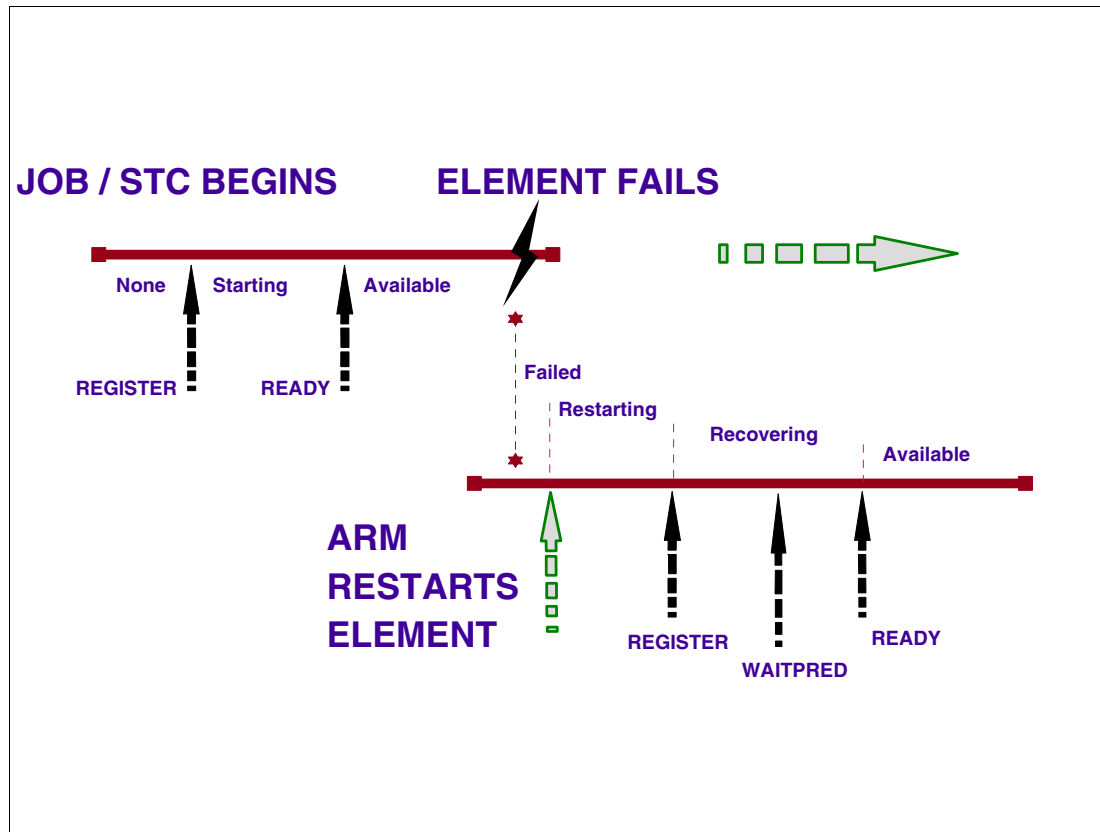 JOB / STC BEGINS
ELEMENT FAILS
None
Starting
Available
REGISTER
READY
Failed
Restarting
Recovering
Available
ARM
RESTARTS
ELEMENT
REGISTER
WAITPRED
READY